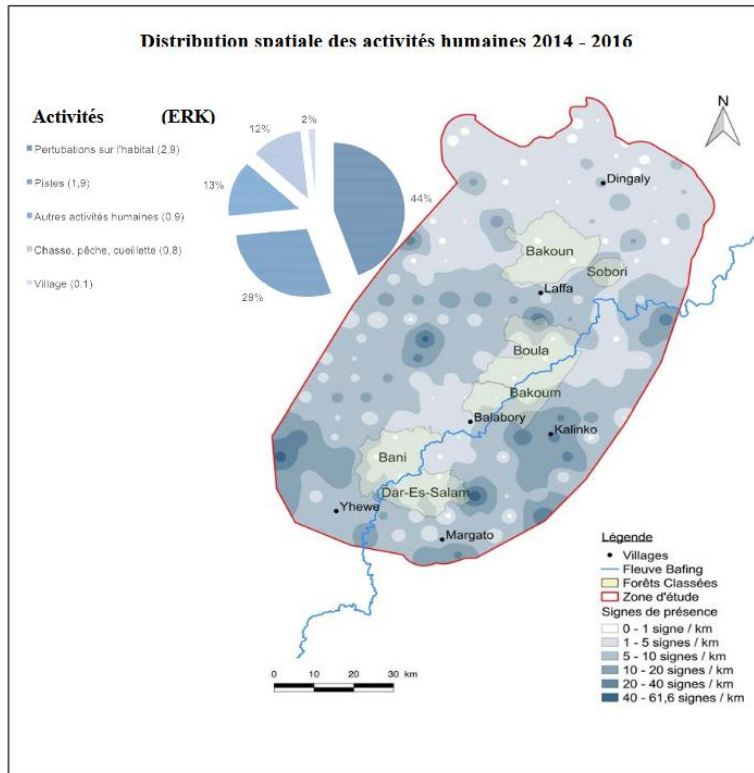 Distribution spatiale des activités humaines 2014 - 2016
Activités (ERK)
Pertubations sur l'habitat (2,9)
Pistes (1,9)
Autres activités humaines (0.9)
Chasse, pêche, cueillette (0,8)
Village (0.1)
2%
12%
13%
44%
29%
N
Dingaly
Bakoun
Sobori
Laffa
Boula
Bakoum
Balabory
Kalinko
Bani
Dar-Es-Salam
Yhewe
Margato
Légende
Villages
Fleuve Bafing
Forêts Classées
Zone d'étude
Signes de présence
0 - 1 signe / km
1 - 5 signes / km
5 - 10 signes / km
10 - 20 signes / km
20 - 40 signes / km
40 - 61,6 signes / km
0 10 20 30
km